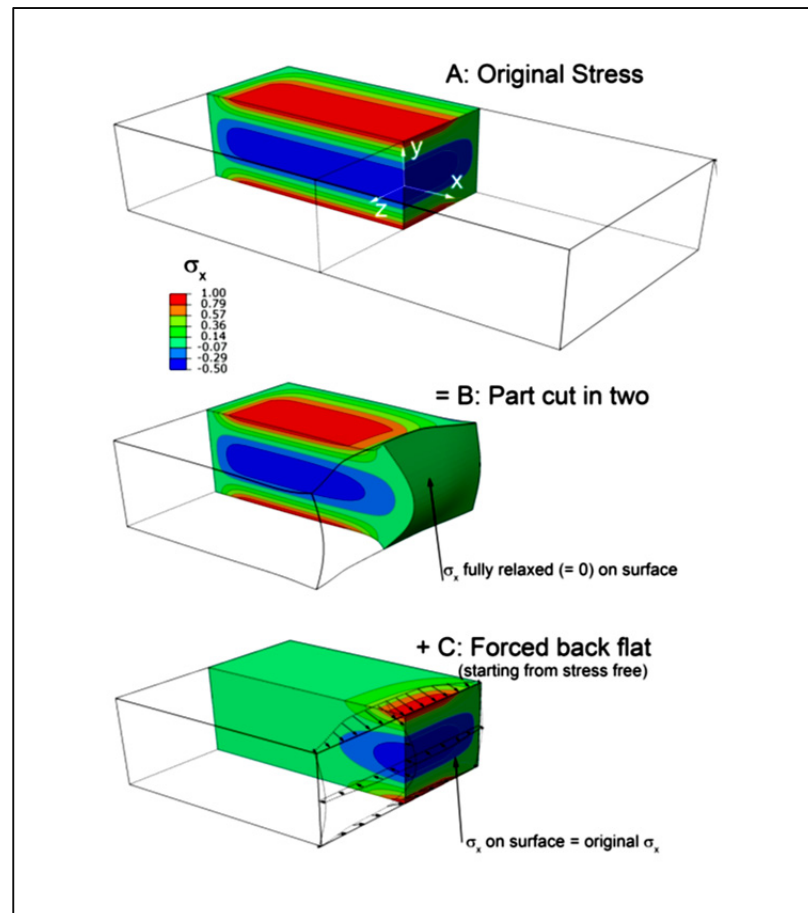 A: Original Stress
y
x
z
σx
1.00
0.79
0.57
0.36
0.14
-0.07
-0.29
-0.50
= B: Part cut in two
σx fully relaxed (= 0) on surface
+ C: Forced back flat
(starting from stress free)
σx on surface = original σx